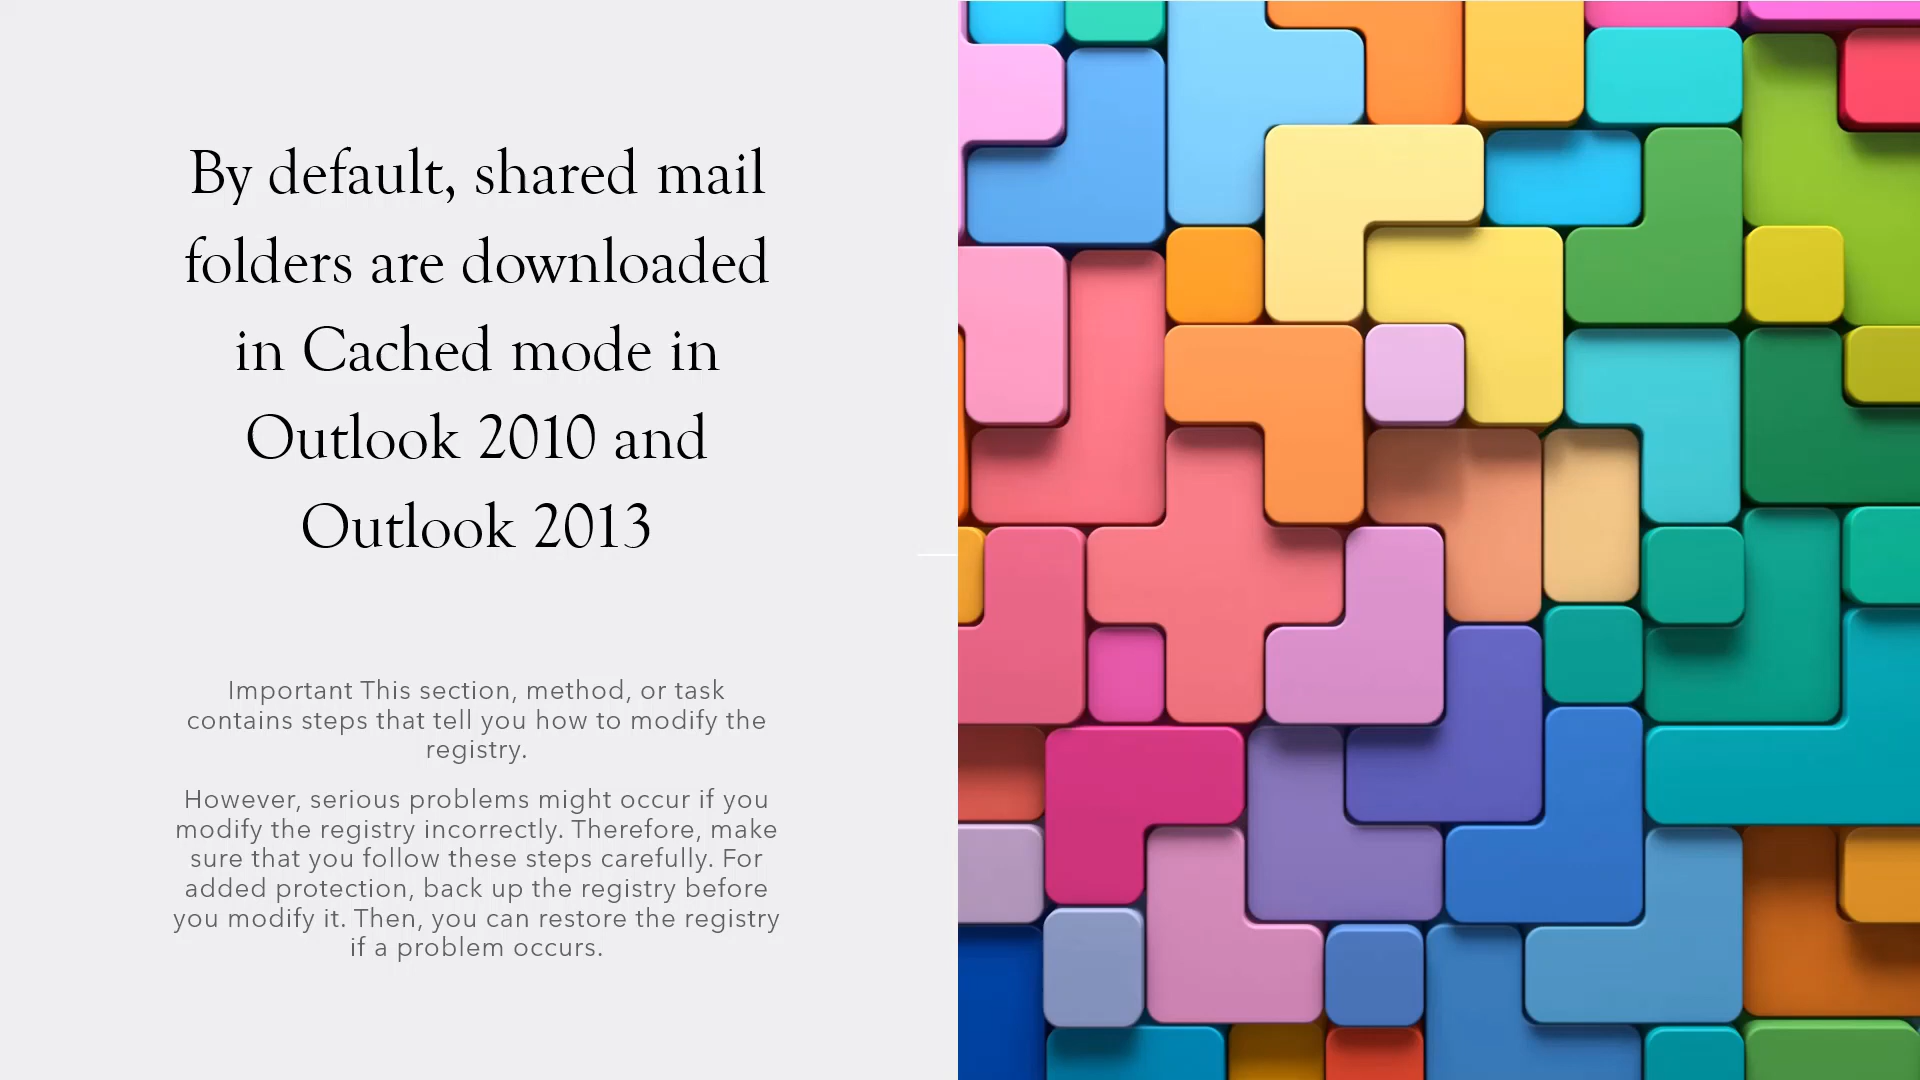 By default, shared mail
folders are downloaded
in Cached mode in
Outlook 2010 and
Outlook 2013
Important This section, method, or task
contains steps that tell you how to modify the
registry.
However, serious problems might occur if you
modify the registry incorrectly. Therefore, make
sure that you follow these steps carefully. For
added protection, back up the registry before
you modify it. Then, you can restore the registry
if a problem occurs.